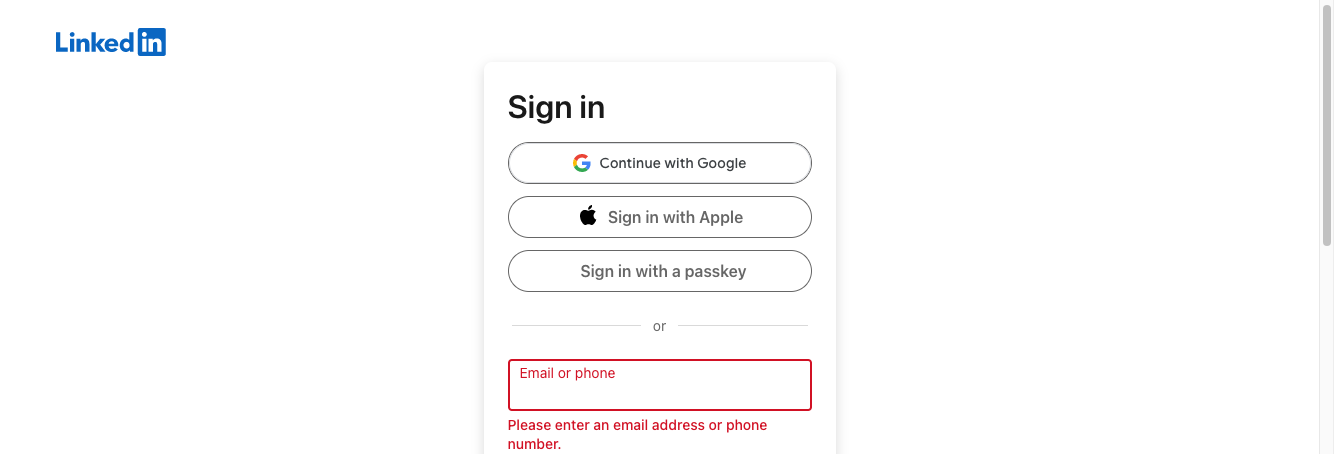 LinkedIn
Sign in
Continue with Google
Sign in with Apple
Sign in with a passkey
or
Email or phone
Please enter an email address or phone
number.